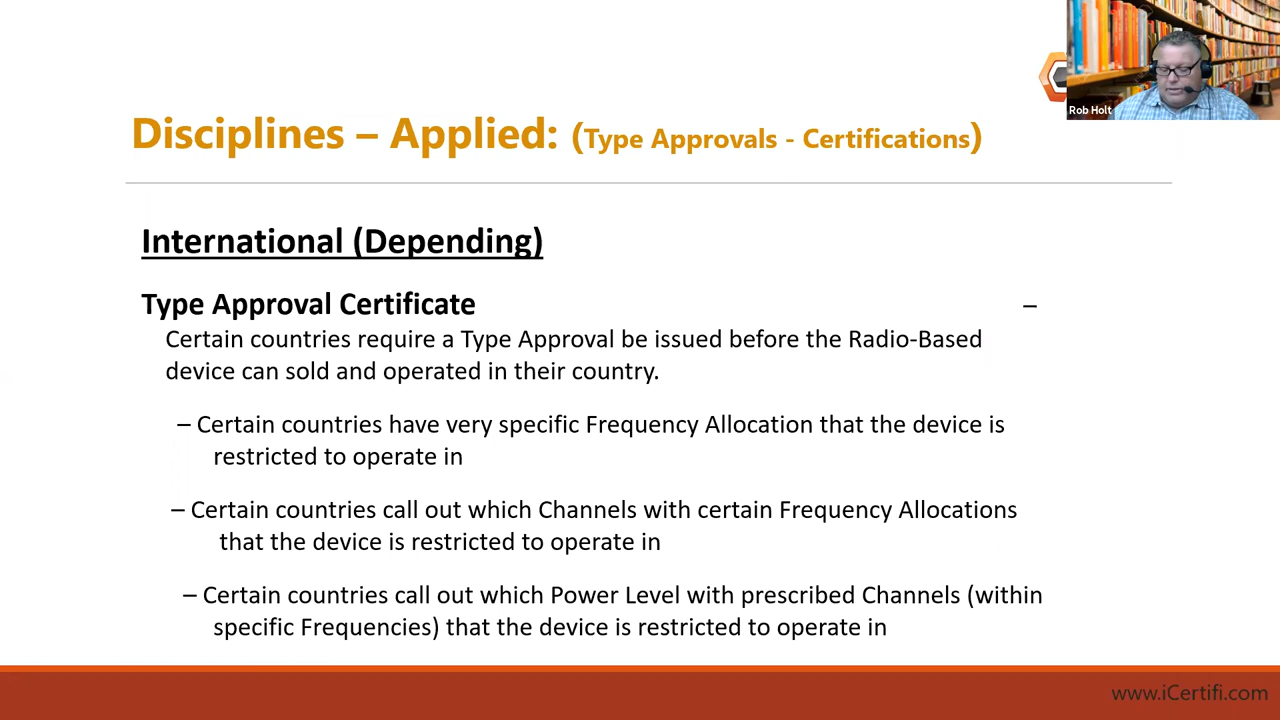 Rob Holt
Disciplines – Applied: (Type Approvals - Certifications)
International (Depending)
Type Approval Certificate –
Certain countries require a Type Approval be issued before the Radio-Based
device can sold and operated in their country.
– Certain countries have very specific Frequency Allocation that the device is
restricted to operate in
– Certain countries call out which Channels with certain Frequency Allocations
that the device is restricted to operate in
– Certain countries call out which Power Level with prescribed Channels (within
specific Frequencies) that the device is restricted to operate in
www.iCertifi.com